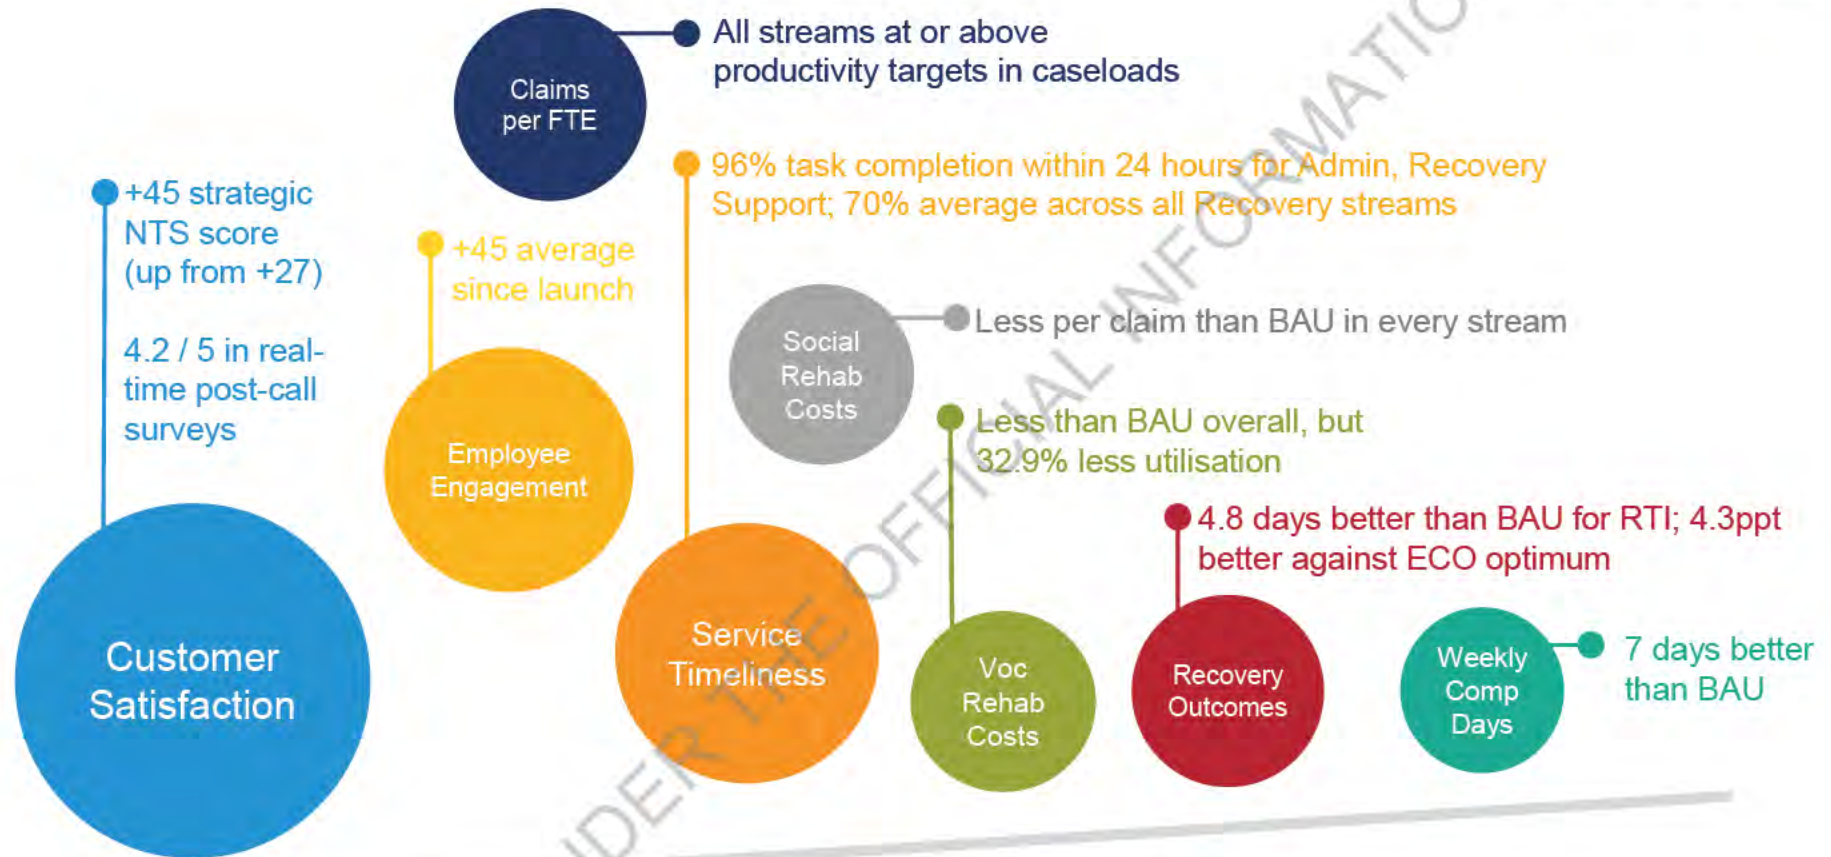 Claims
per FTE
All streams at or above
productivity targets in caseloads
+45 strategic
NTS score
(up from +27)
4.2 / 5 in real-
time post-call
surveys
Customer
Satisfaction
+45 average
since launch
Employee
Engagement
96% task completion within 24 hours for Admin, Recovery
Support; 70% average across all Recovery streams
Service
Timeliness
Social
Rehab
Costs
Less per claim than BAU in every stream
Less than BAU overall, but
32.9% less utilisation
Voc
Rehab
Costs
4.8 days better than BAU for RTI; 4.3ppt
better against ECO optimum
Recovery
Outcomes
Weekly
Comp
Days
7 days better
than BAU
THE OFFICIAL